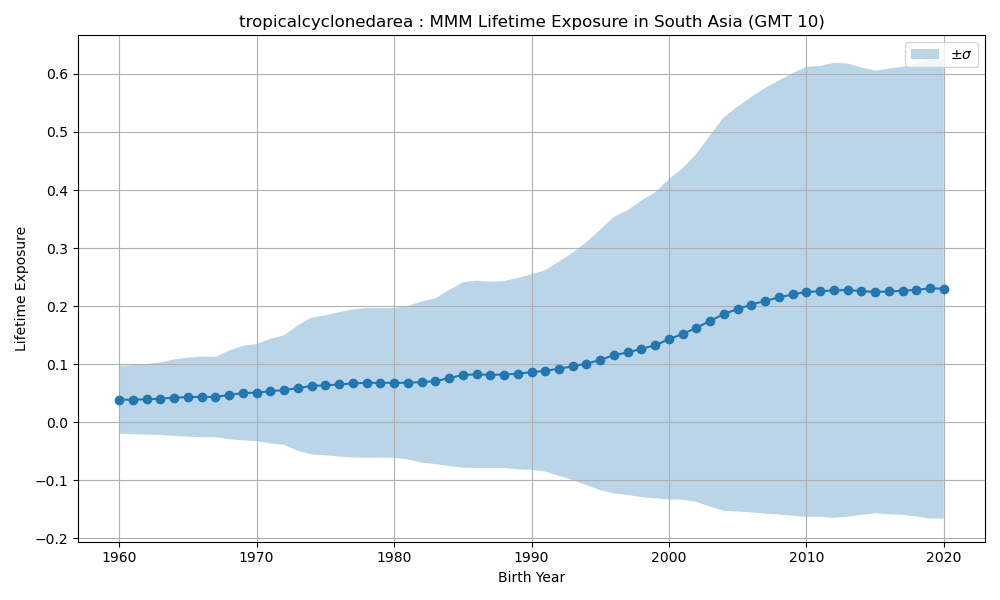 tropicalcyclonedarea : MMM Lifetime Exposure in South Asia (GMT 10)
±σ
Lifetime Exposure
0.6
0.5
0.4
0.3
0.2
0.1
0.0
−0.1
−0.2
1960 1970 1980 1990 2000 2010 2020
Birth Year